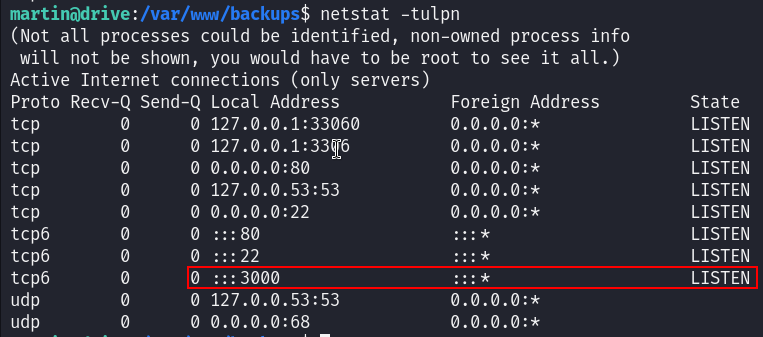 martin@drive:/var/www/backups$ netstat -tulpn
(Not all processes could be identified, non-owned process info
 will not be shown, you would have to be root to see it all.)
Active Internet connections (only servers)
Proto Recv-Q Send-Q Local Address Foreign Address State
tcp 0 0 127.0.0.1:33060 0.0.0.0:* LISTEN
tcp 0 0 127.0.0.1:3306 0.0.0.0:* LISTEN
tcp 0 0 0.0.0.0:80 0.0.0.0:* LISTEN
tcp 0 0 127.0.0.53:53 0.0.0.0:* LISTEN
tcp 0 0 0.0.0.0:22 0.0.0.0:* LISTEN
tcp6 0 0 :::80 :::* LISTEN
tcp6 0 0 :::22 :::* LISTEN
tcp6 0 0 :::3000 :::* LISTEN
udp 0 0 127.0.0.53:53 0.0.0.0:*
udp 0 0 0.0.0.0:68 0.0.0.0:*